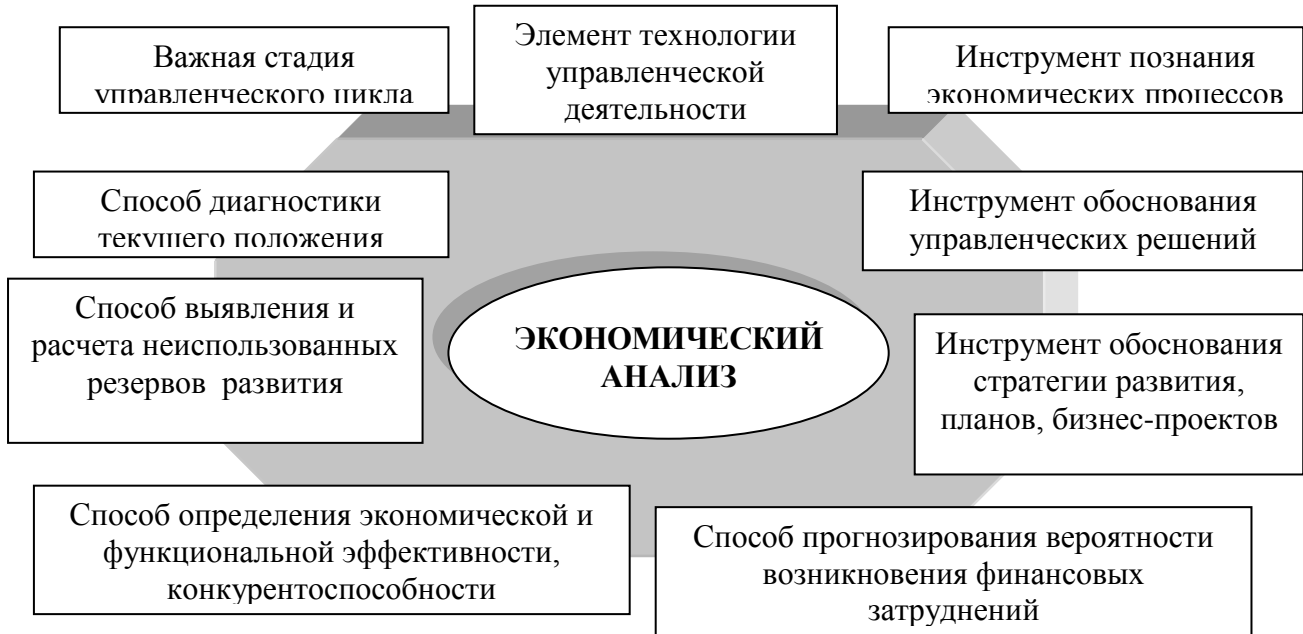 Важная стадия
управленческого цикла
Элемент технологии
управленческой
деятельности
Инструмент познания
экономических процессов
Способ диагностики
текущего положения
Инструмент обоснования
управленческих решений
Способ выявления и
расчета неиспользованных
резервов развития
ЭКОНОМИЧЕСКИЙ
АНАЛИЗ
Инструмент обоснования
стратегии развития,
планов, бизнес-проектов
Способ определения экономической и
функциональной эффективности,
конкурентоспособности
Способ прогнозирования вероятности
возникновения финансовых
затруднений